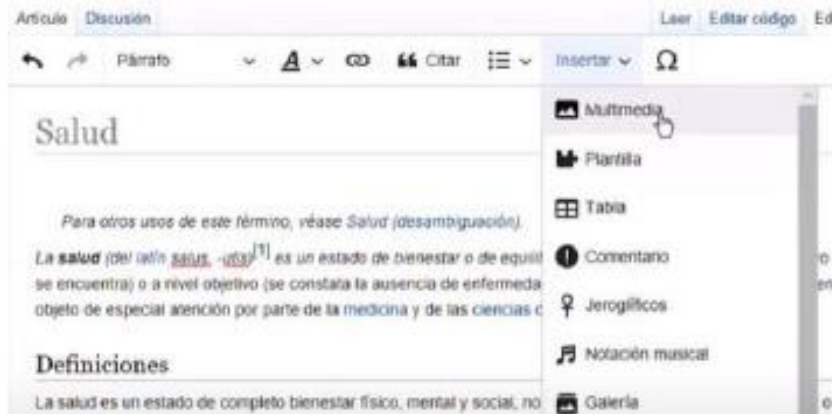 Artículo Discusión Leer Editar código Ed
Párrafo A Citar Insertar Ω
Multimedia
Salud
Plantilla
Para otros usos de este término, véase Salud (desambiguación).
Tabla
La salud (del latín salus, -utis)[1] es un estado de bienestar o de equili
Comentario
se encuentra) o a nivel objetivo (se constata la ausencia de enfermeda
objeto de especial atención por parte de la medicina y de las ciencias
Jeroglíficos
Notación musical
Definiciones
La salud es un estado de completo bienestar físico, mental y social, no
Galería